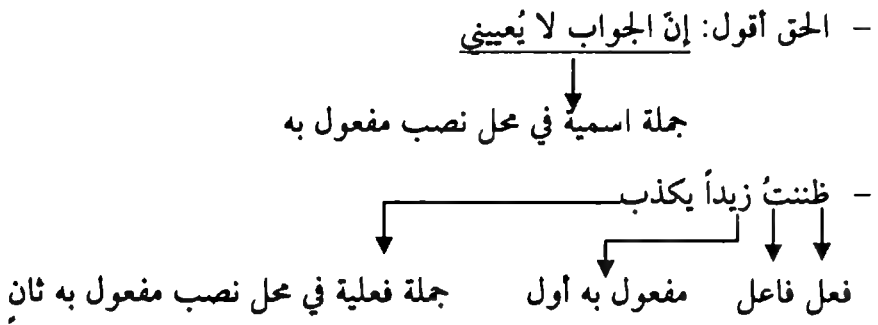 - الحق أقول: إنّ الجواب لا يُعييني
جملة اسمية في محل نصب مفعول به
- ظننتُ زيداً يكذب
فعل فاعل مفعول به أول جملة فعلية في محل نصب مفعول به ثانٍ